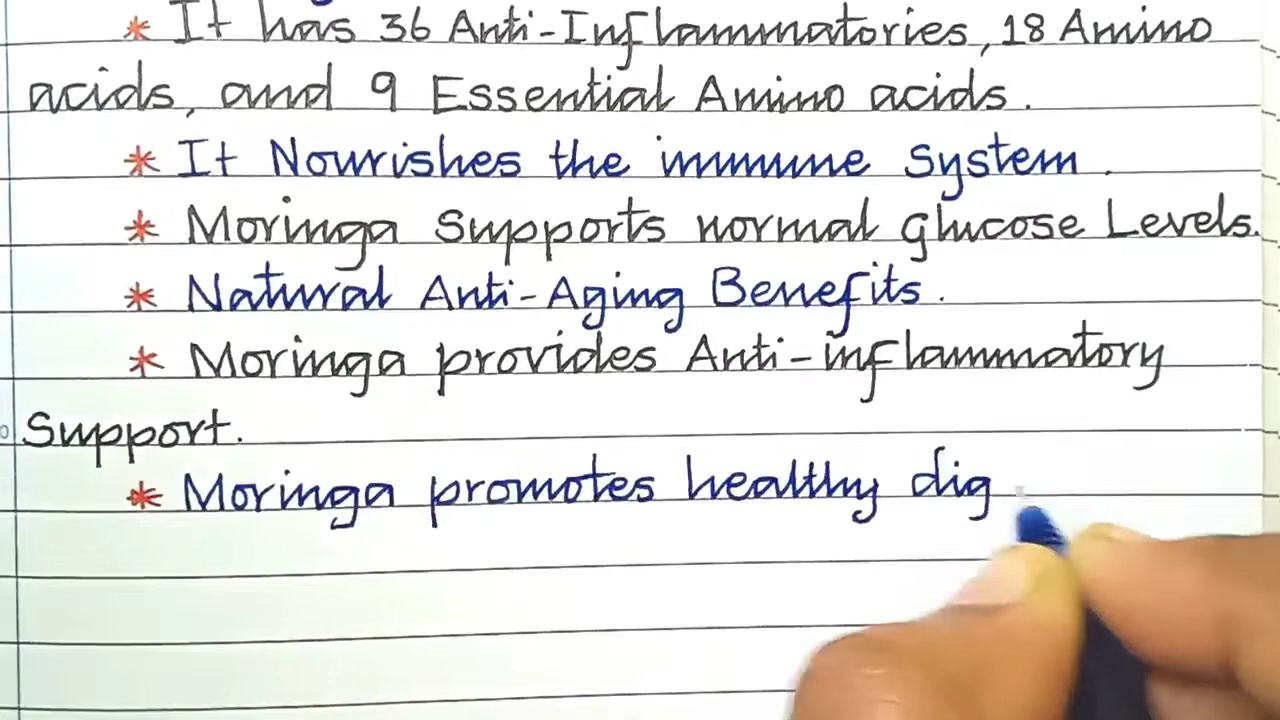 * It has 36 Anti-Inflammatories, 18 Amino
acids, and 9 Essential Amino acids.
* It Nourishes the immune System.
* Moringa Supports normal glucose Levels.
* Natural Anti-Aging Benefits.
* Moringa provides Anti-inflammatory
Support.
* Moringa promotes healthy dig